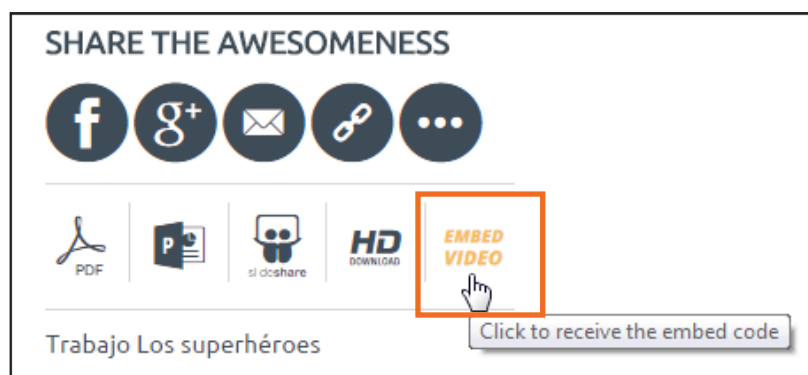 SHARE THE AWESOMENESS
f g+
P
PDF
slideshare
HD
DOWNLOAD
EMBED
VIDEO
Click to receive the embed code
Trabajo Los superhéroes